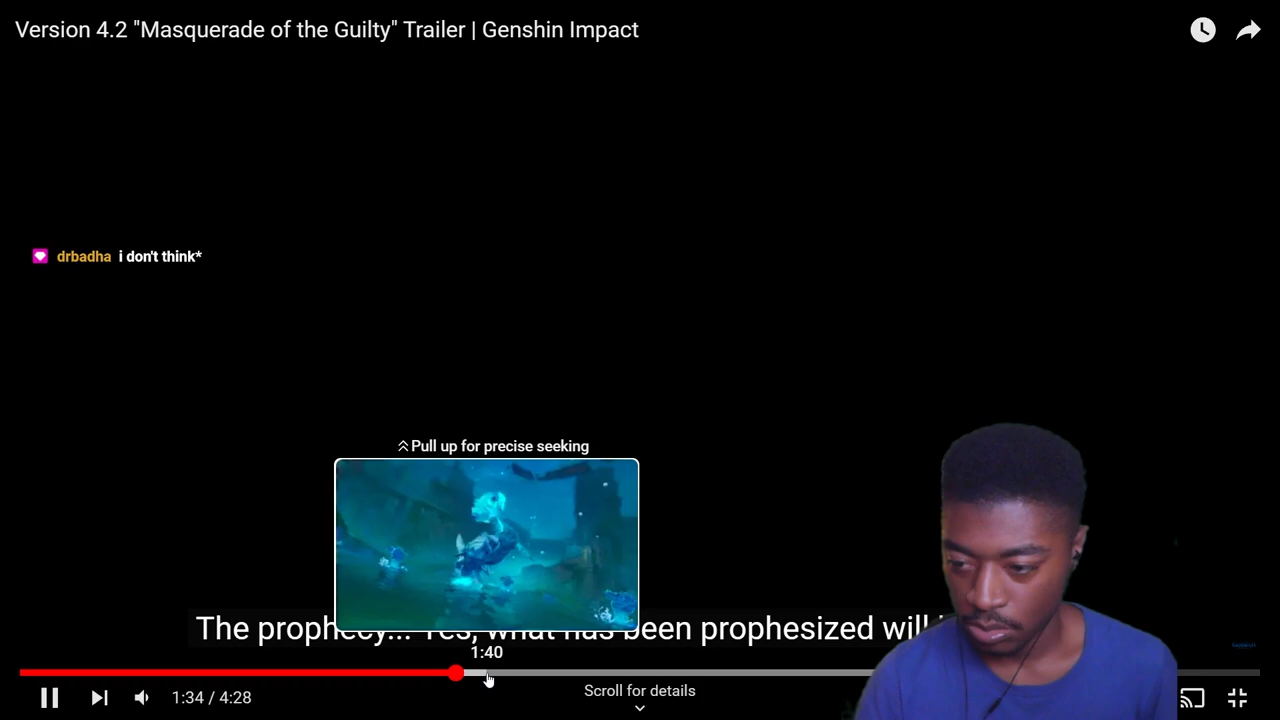 Version 4.2 "Masquerade of the Guilty" Trailer | Genshin Impact
drbadha i don't think*
Pull up for precise seeking
The prophecy... Yes, what has been prophesized will
1:40
1:34 / 4:28
Scroll for details